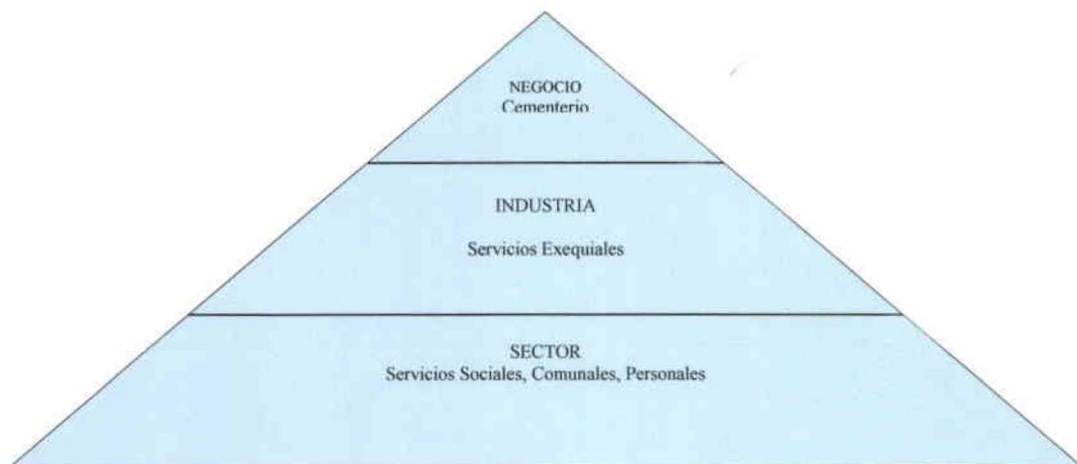 NEGOCIO
Cementerio
INDUSTRIA
Servicios Exequiales
SECTOR
Servicios Sociales, Comunales, Personales